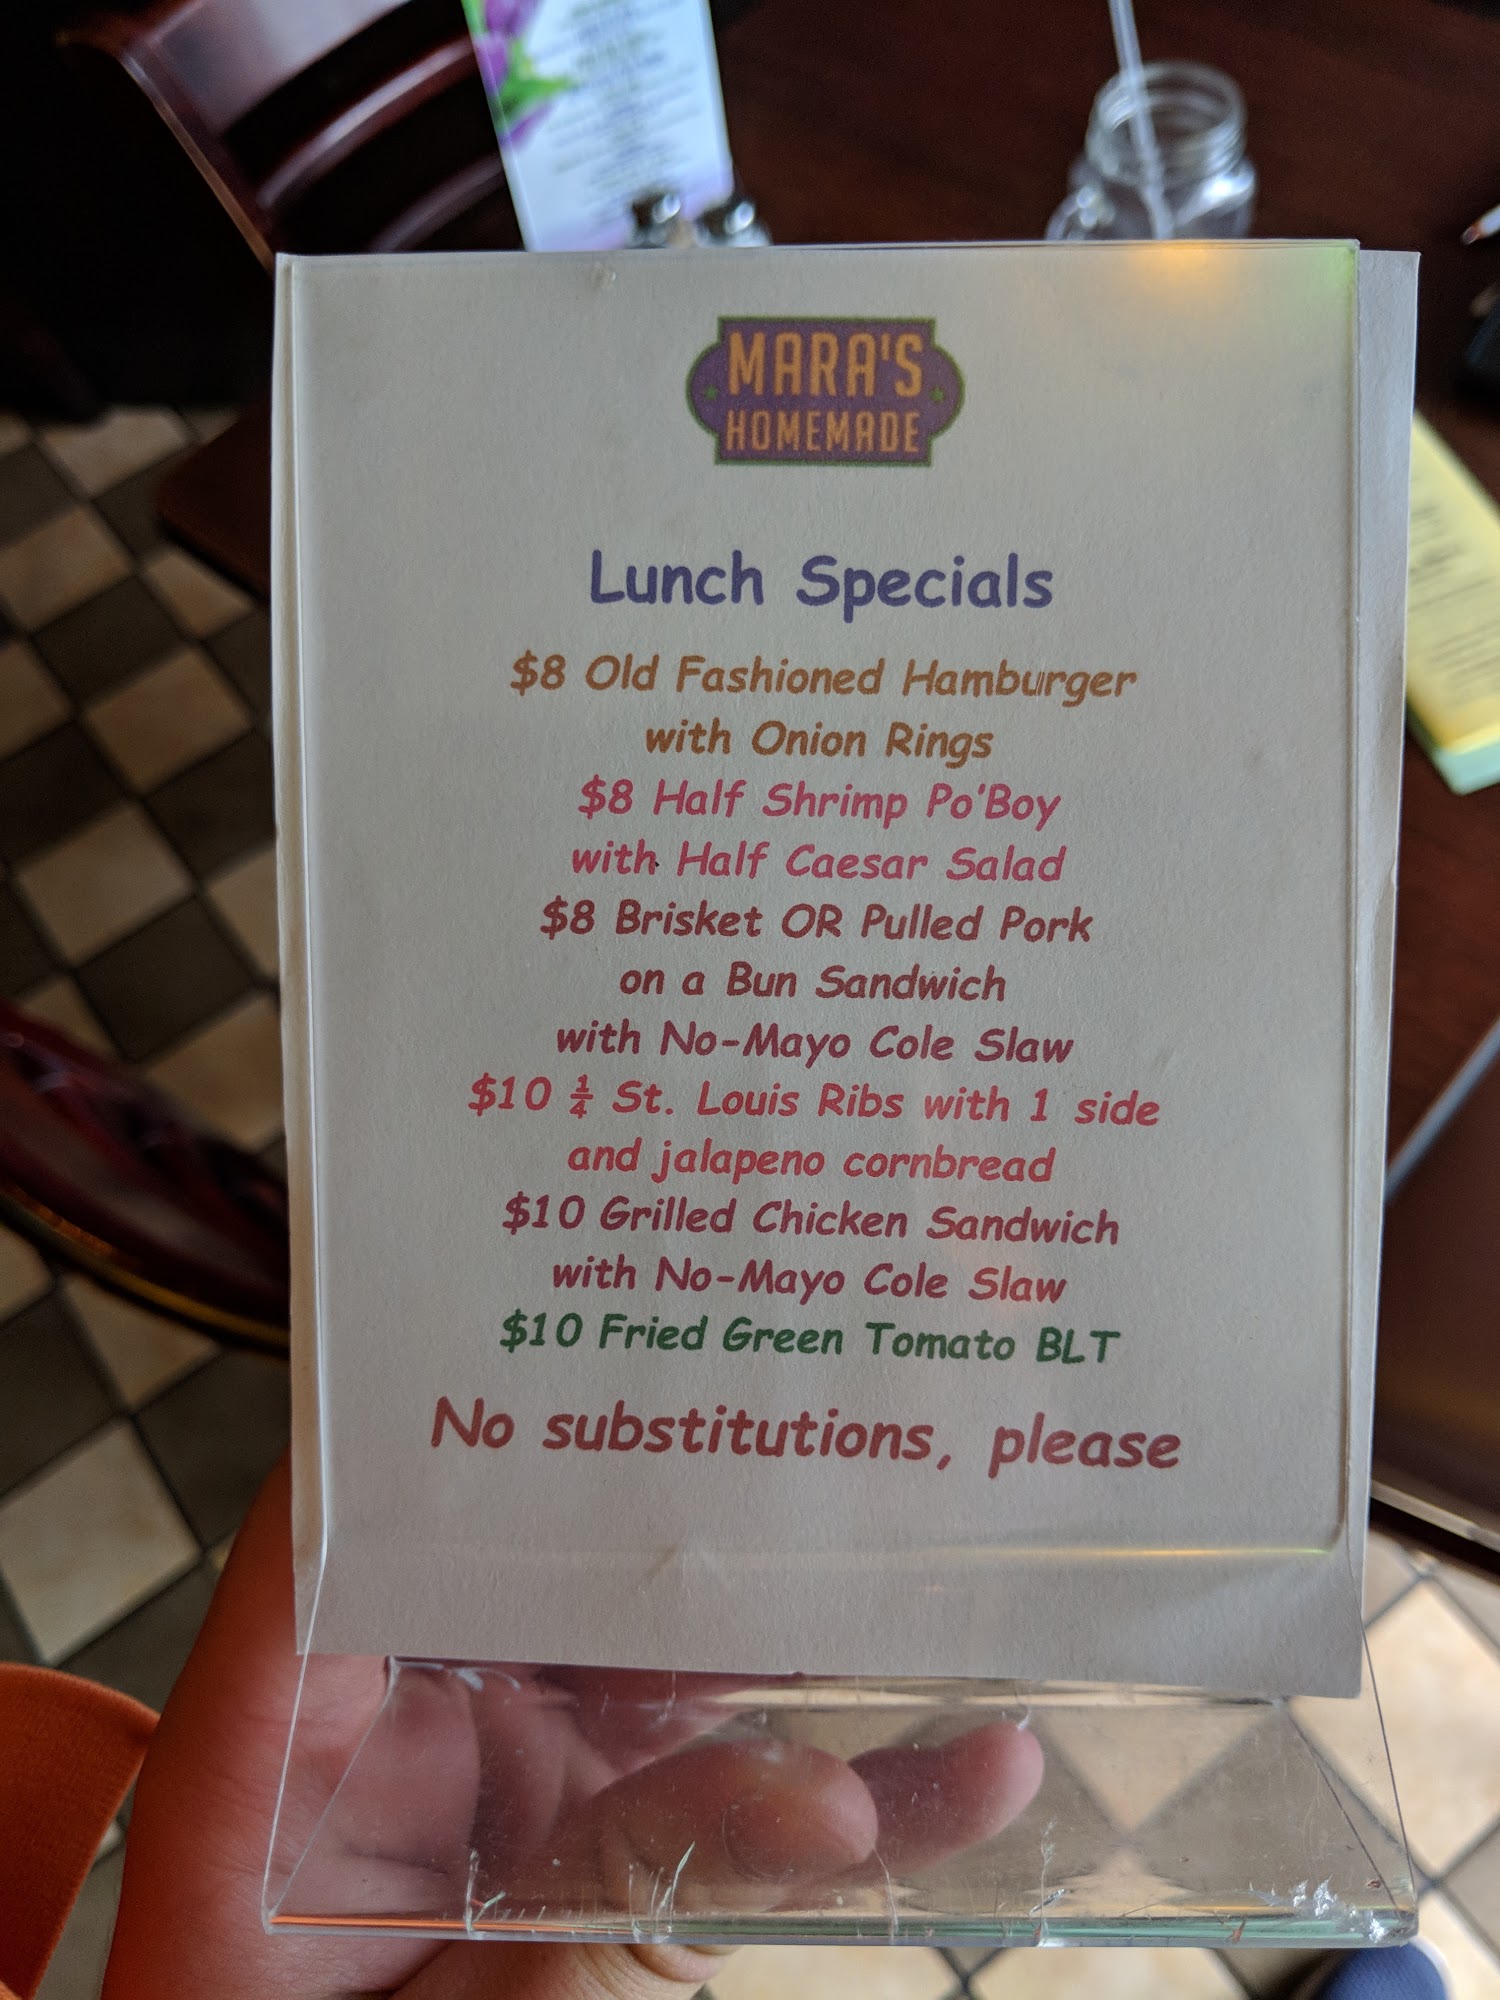 MARA'S
HOMEMADE
Lunch Specials
$8 Old Fashioned Hamburger
with Onion Rings
$8 Half Shrimp Po'Boy
with Half Caesar Salad
$8 Brisket OR Pulled Pork
on a Bun Sandwich
with No-Mayo Cole Slaw
$10 ¼ St. Louis Ribs with 1 side
and jalapeno cornbread
$10 Grilled Chicken Sandwich
with No-Mayo Cole Slaw
$10 Fried Green Tomato BLT
No substitutions, please